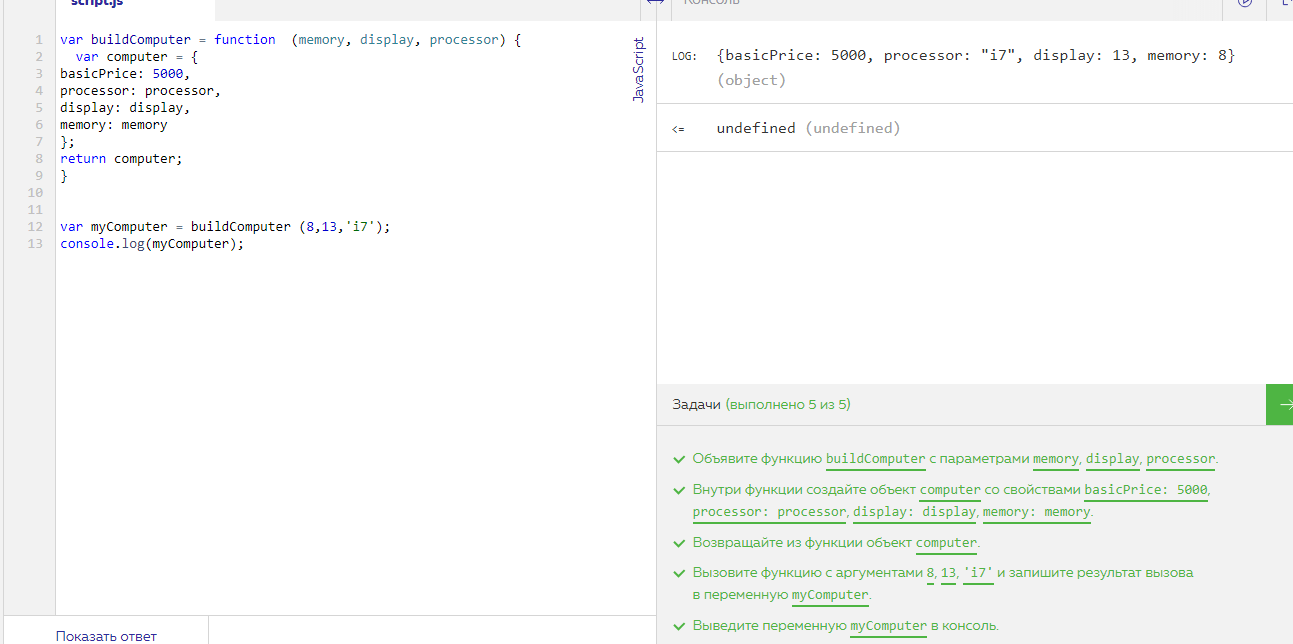 script.js
Консоль
1 var buildComputer = function  (memory, display, processor) {
2   var computer = {
3 basicPrice: 5000,
4 processor: processor,
5 display: display,
6 memory: memory
7 };
8 return computer;
9 }
10
11
12 var myComputer = buildComputer (8,13,'i7');
13 console.log(myComputer);
JavaScript
LOG: {basicPrice: 5000, processor: "i7", display: 13, memory: 8}
(object)
<= undefined (undefined)
Задачи (выполнено 5 из 5)
Объявите функцию buildComputer с параметрами memory, display, processor.
Внутри функции создайте объект computer со свойствами basicPrice: 5000,
processor: processor, display: display, memory: memory.
Возвращайте из функции объект computer.
Вызовите функцию с аргументами 8, 13, 'i7' и запишите результат вызова
в переменную myComputer.
Выведите переменную myComputer в консоль.
Показать ответ